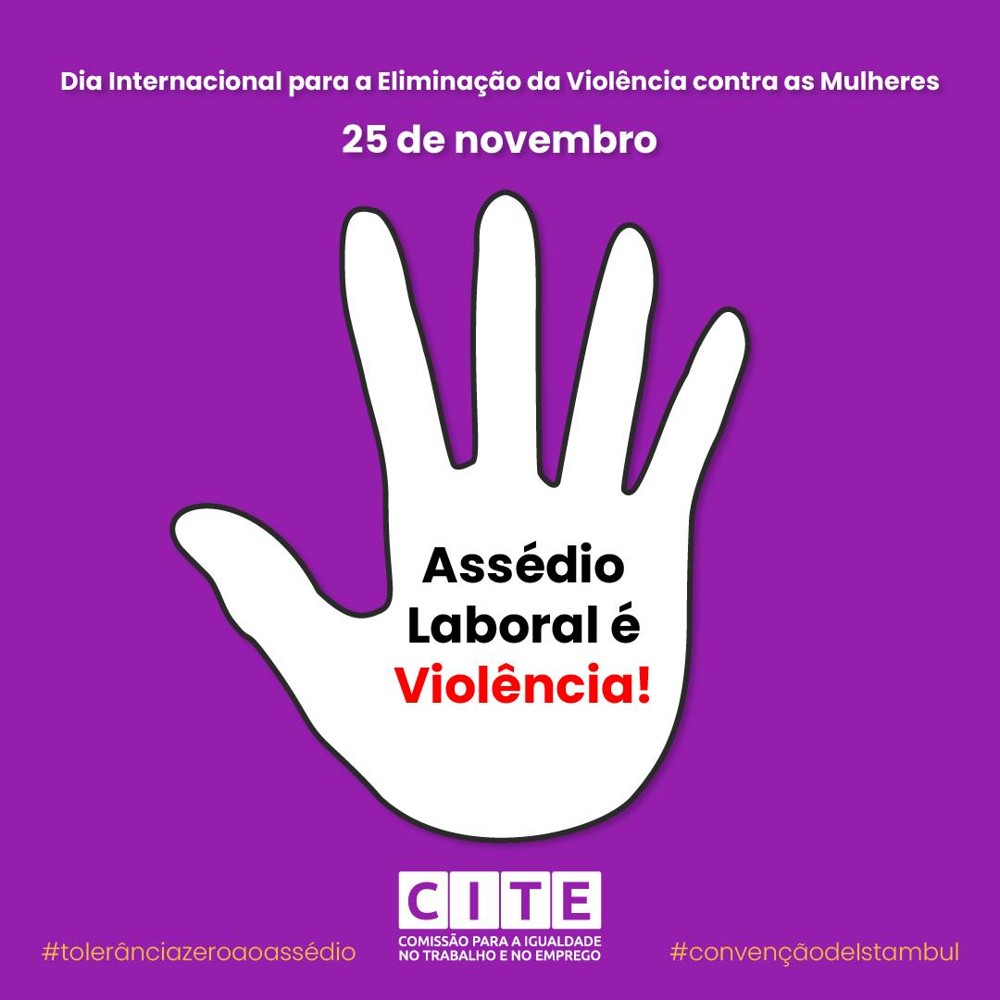 Dia Internacional para a Eliminação da Violência contra as Mulheres
25 de novembro
Assédio
Laboral é
Violência!
CITE
COMISSÃO PARA A IGUALDADE
NO TRABALHO E NO EMPREGO
#tolerânciazeroaoassédio
#convençãodeIstambul